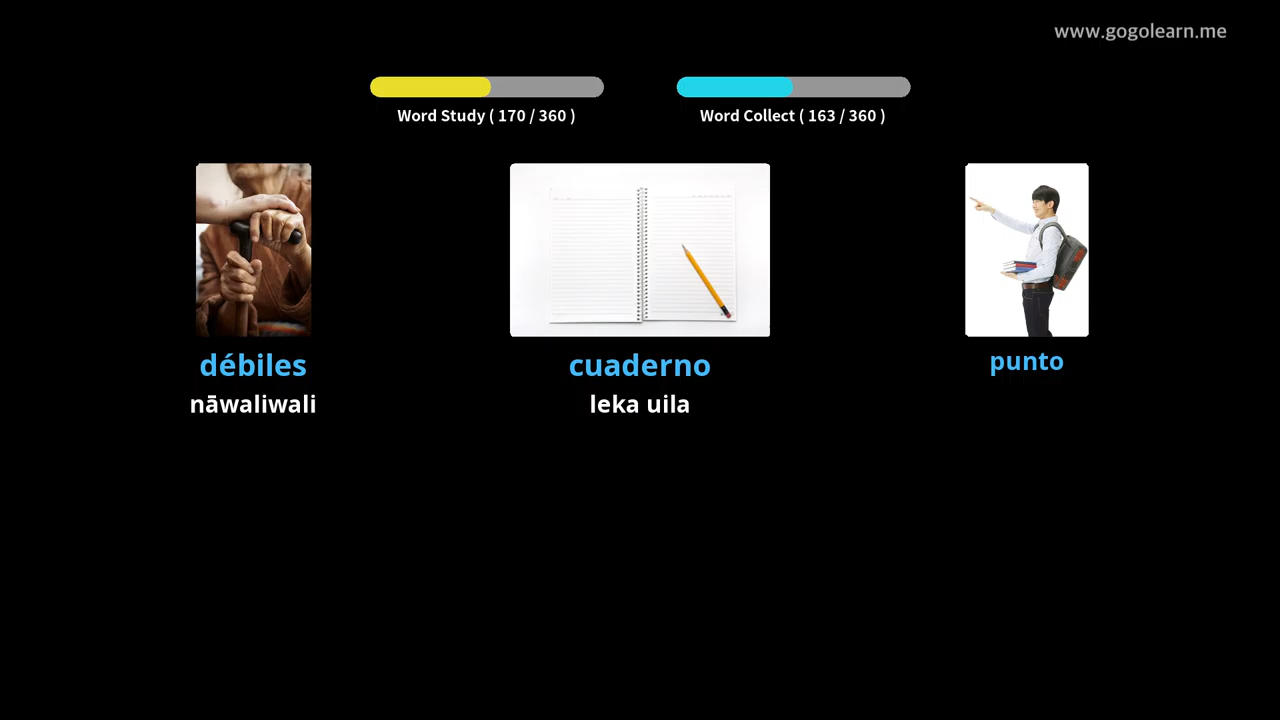 www.gogolearn.me
Word Study ( 170 / 360 )
Word Collect ( 163 / 360 )
débiles
cuaderno
punto
nāwaliwali
leka uila